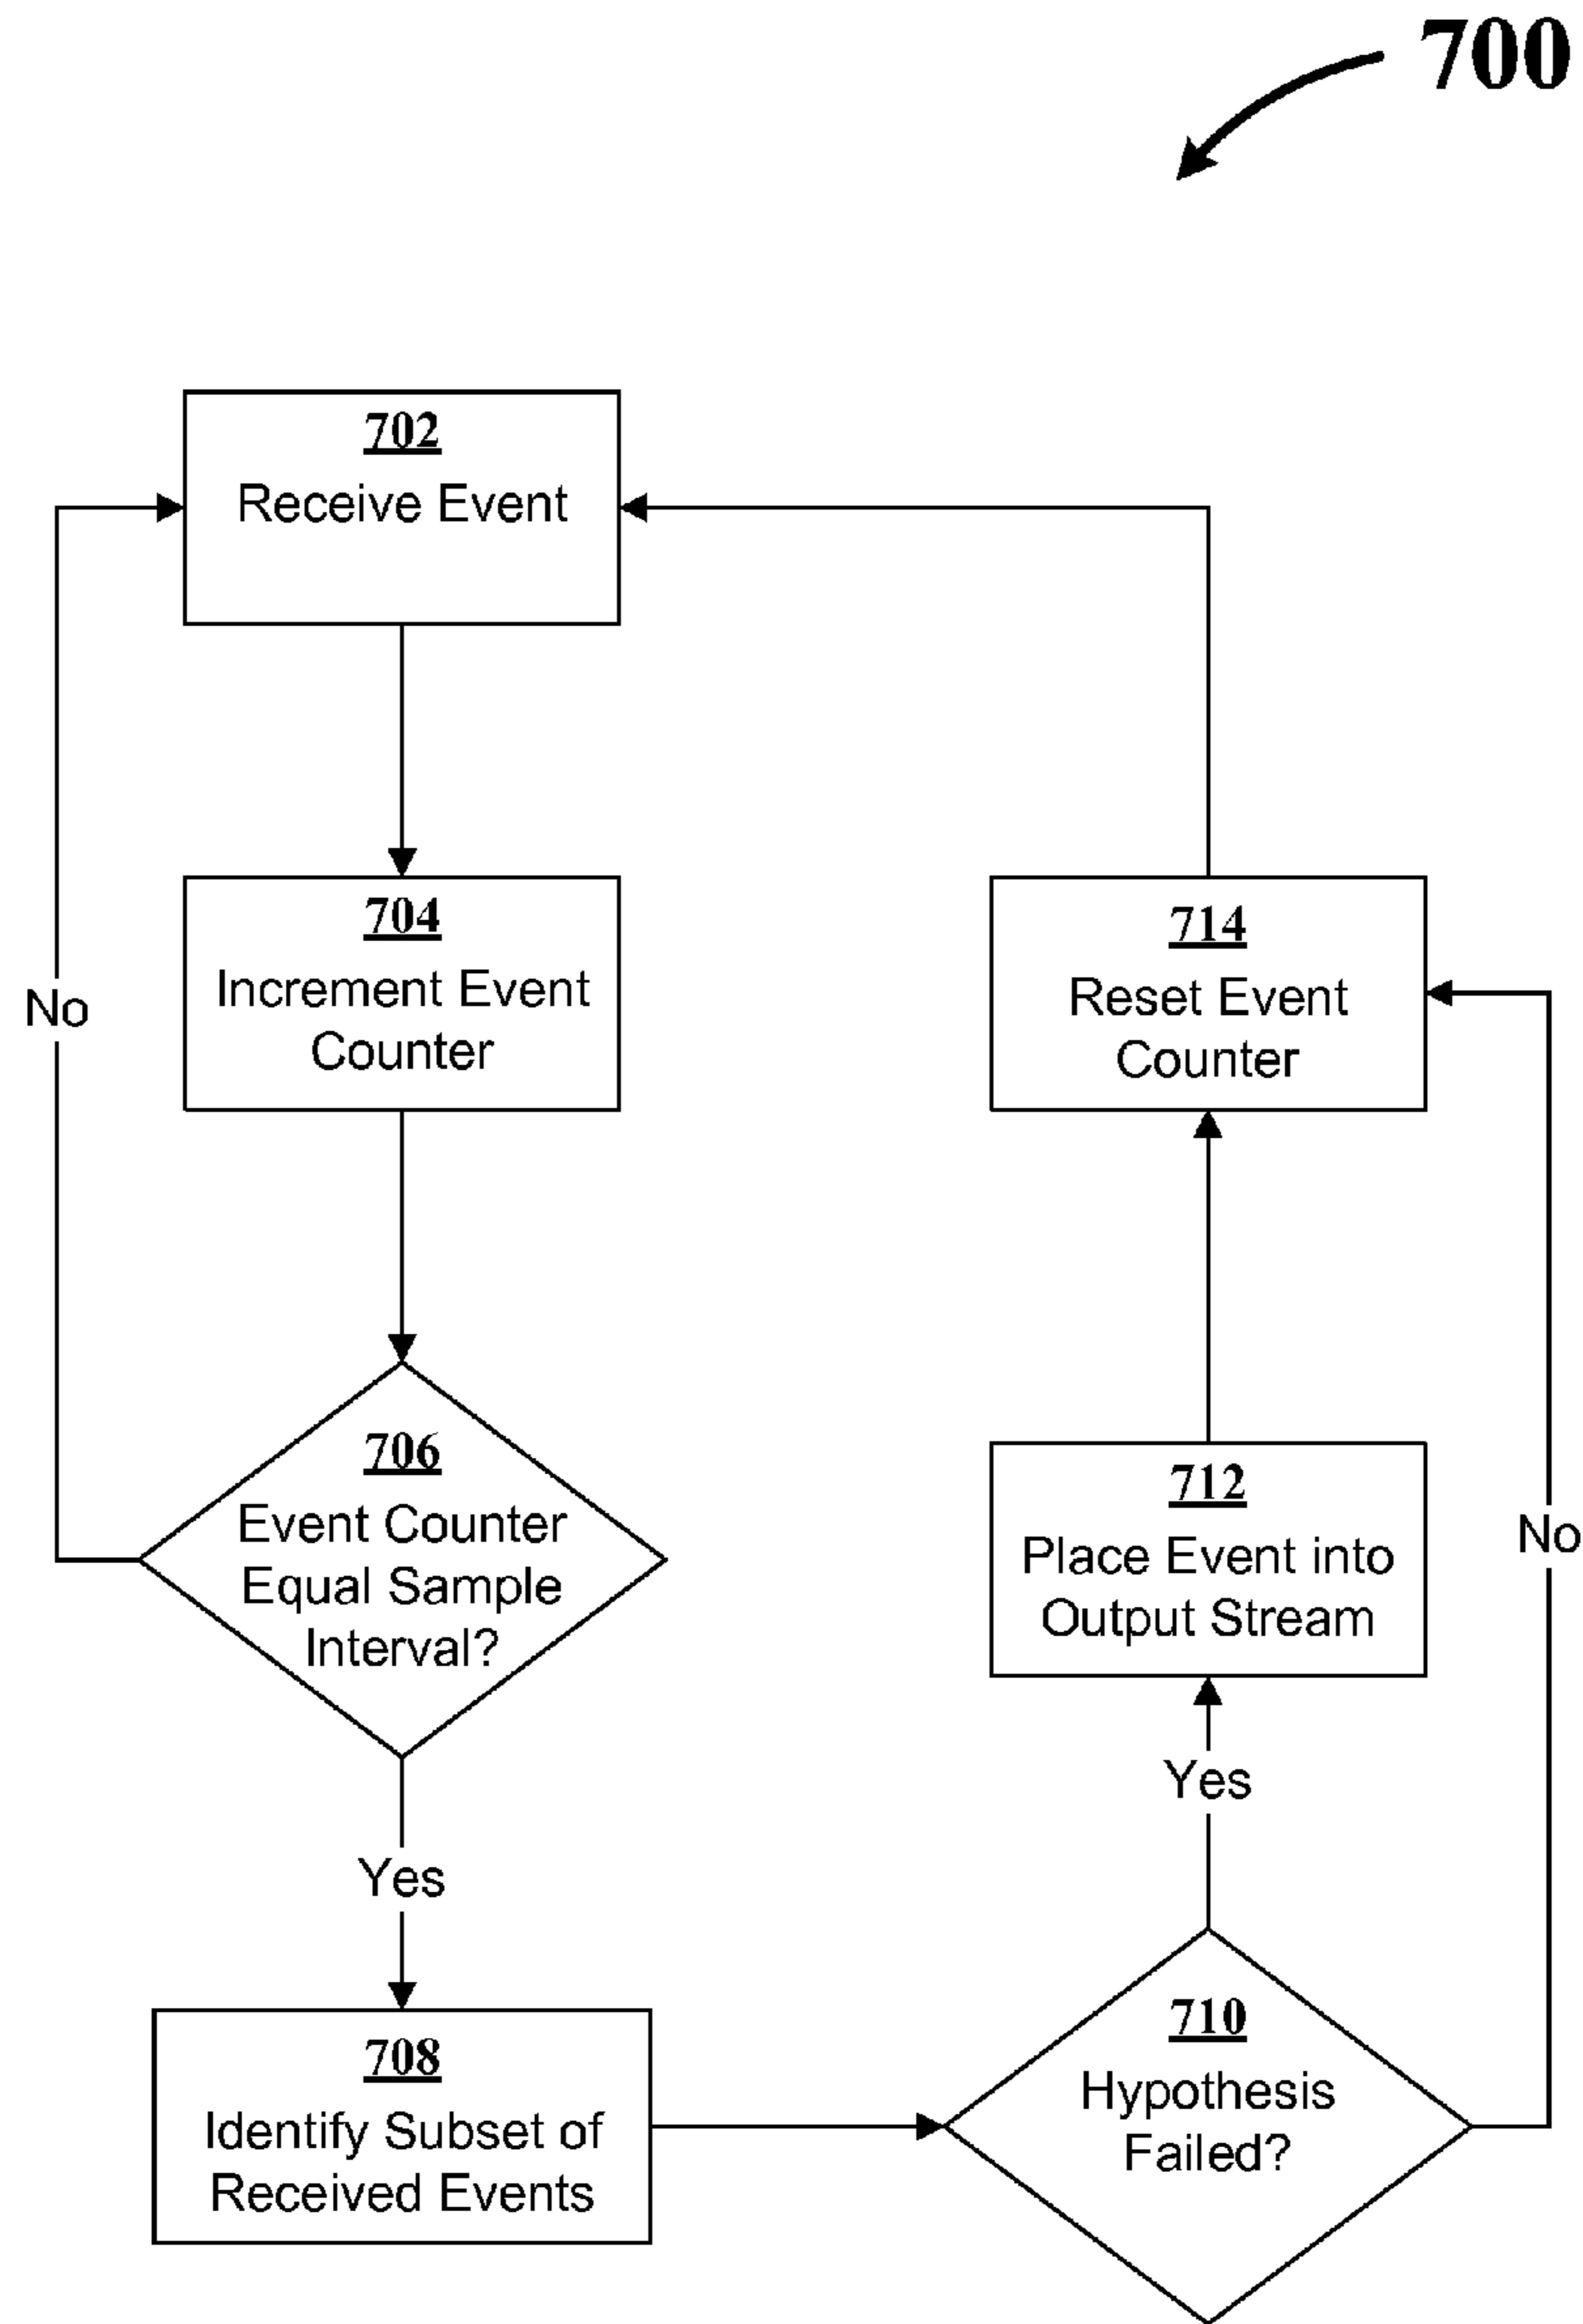 700
702
Receive Event
704
Increment Event
Counter
No
706
Event Counter
Equal Sample
Interval?
Yes
708
Identify Subset of
Received Events
710
Hypothesis
Failed?
Yes
No
712
Place Event into
Output Stream
714
Reset Event
Counter